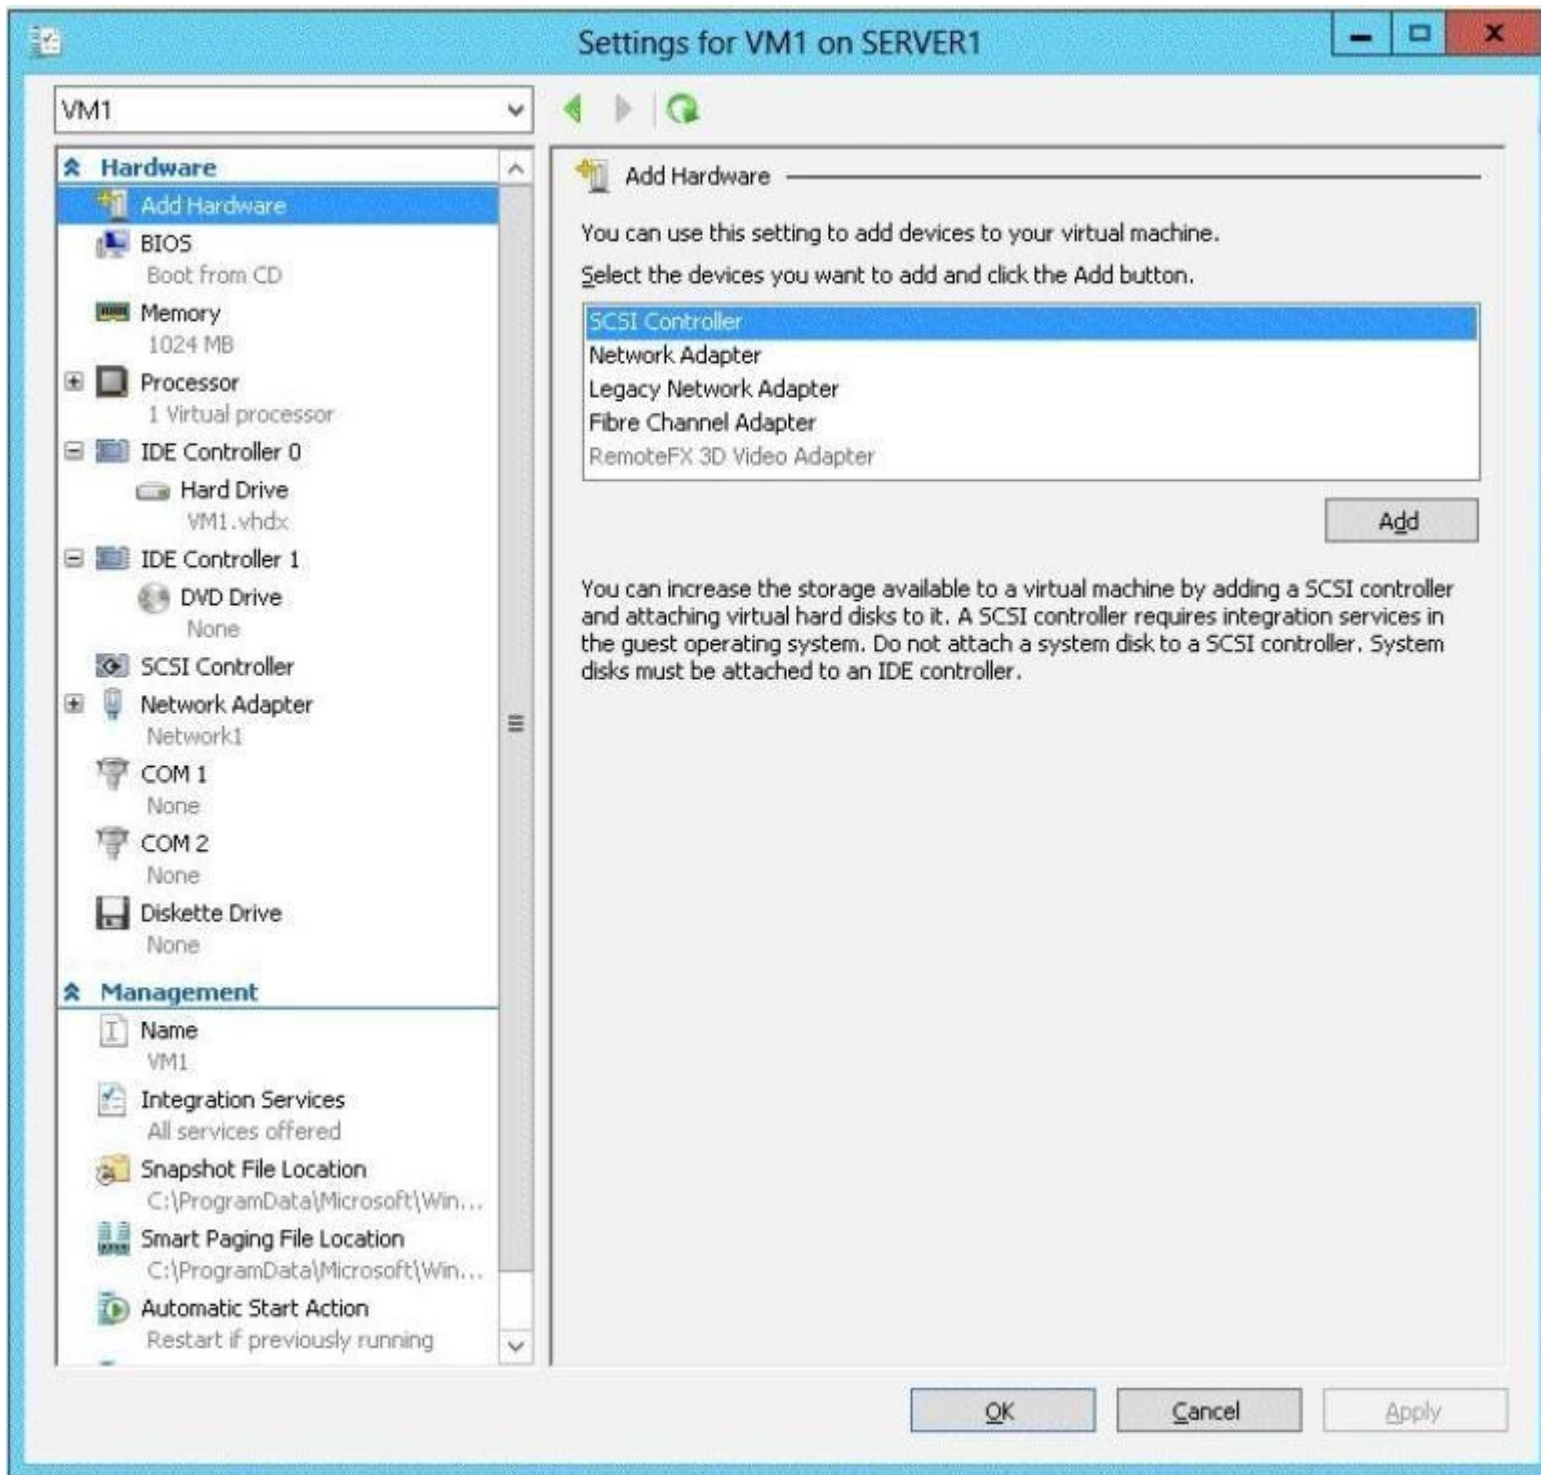 Settings for VM1 on SERVER1
VM1
Hardware
Add Hardware
BIOS
Boot from CD
Memory
1024 MB
Processor
1 Virtual processor
IDE Controller 0
Hard Drive
VM1.vhdx
IDE Controller 1
DVD Drive
None
SCSI Controller
Network Adapter
Network1
COM 1
None
COM 2
None
Diskette Drive
None
Management
Name
VM1
Integration Services
All services offered
Snapshot File Location
C:\ProgramData\Microsoft\Win...
Smart Paging File Location
C:\ProgramData\Microsoft\Win...
Automatic Start Action
Restart if previously running
Add Hardware
You can use this setting to add devices to your virtual machine.
Select the devices you want to add and click the Add button.
SCSI Controller
Network Adapter
Legacy Network Adapter
Fibre Channel Adapter
RemoteFX 3D Video Adapter
Add
You can increase the storage available to a virtual machine by adding a SCSI controller
and attaching virtual hard disks to it. A SCSI controller requires integration services in
the guest operating system. Do not attach a system disk to a SCSI controller. System
disks must be attached to an IDE controller.
OK
Cancel
Apply